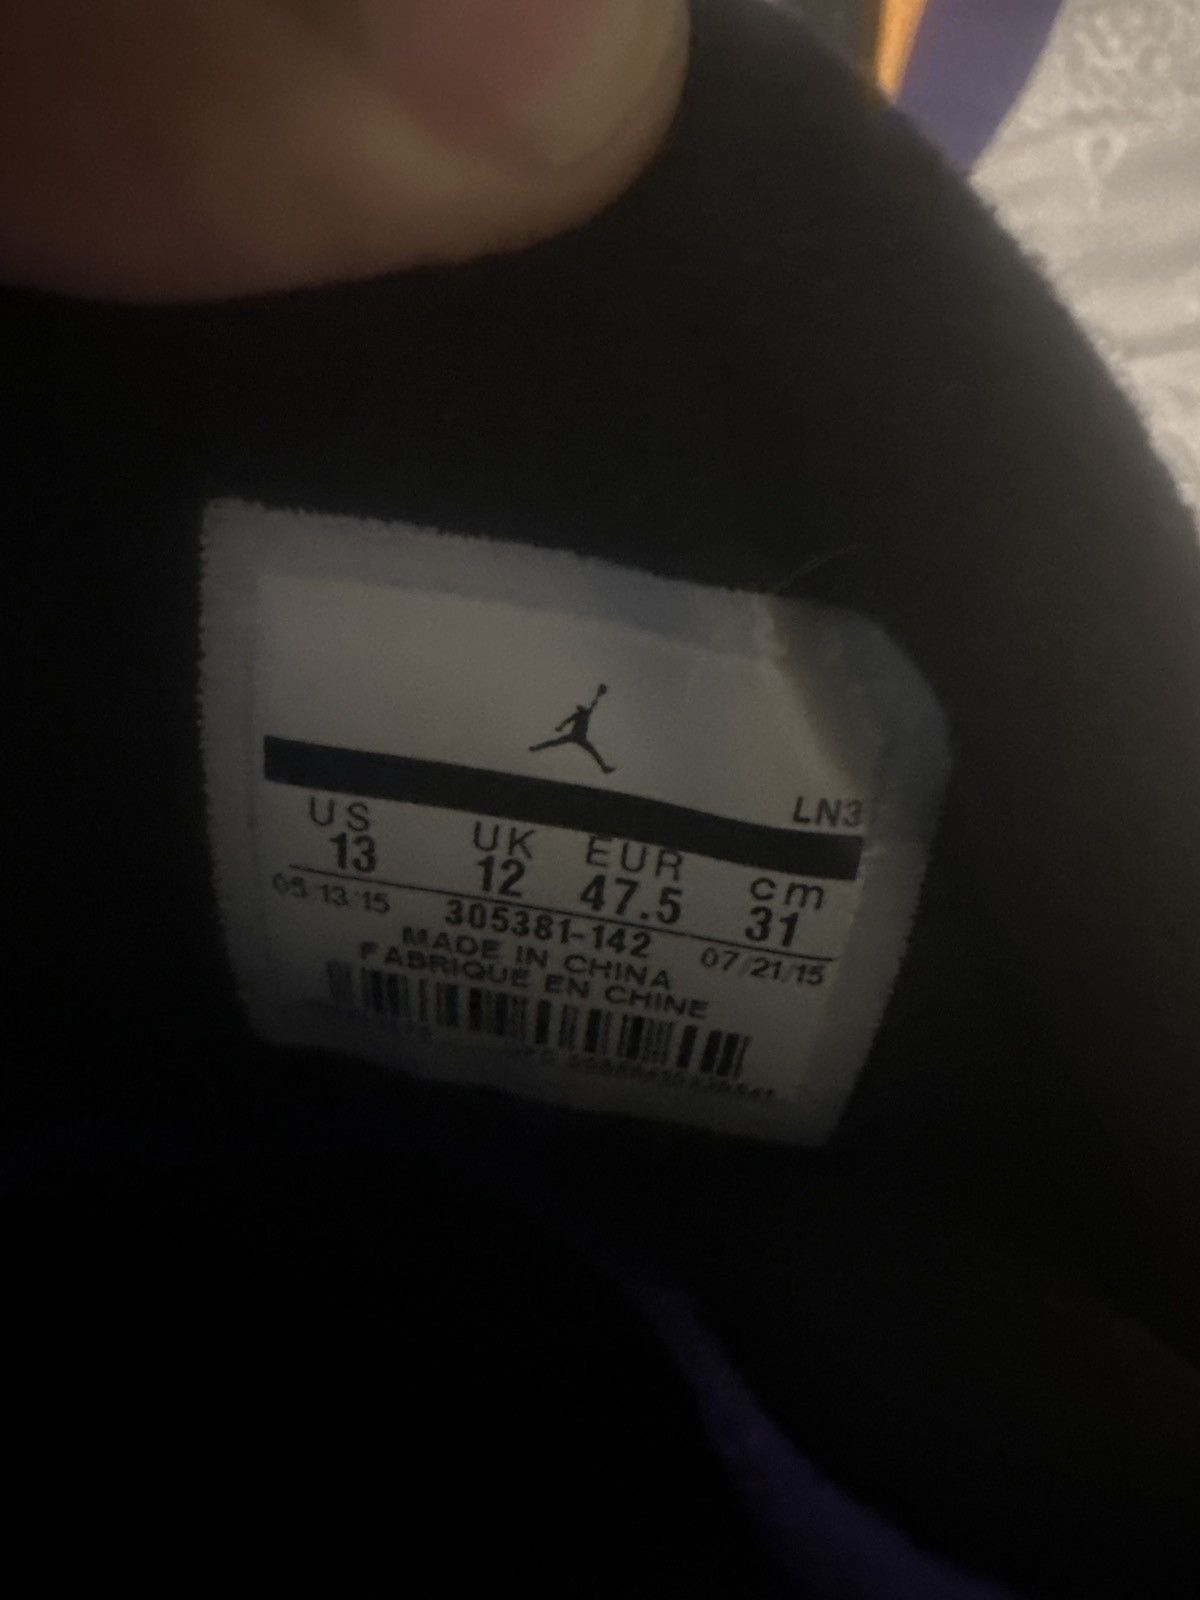 LN3
US UK EUR cm
13 12 47.5 31
05/13/15 305381-142 07/21/15
MADE IN CHINA
FABRIQUE EN CHINE